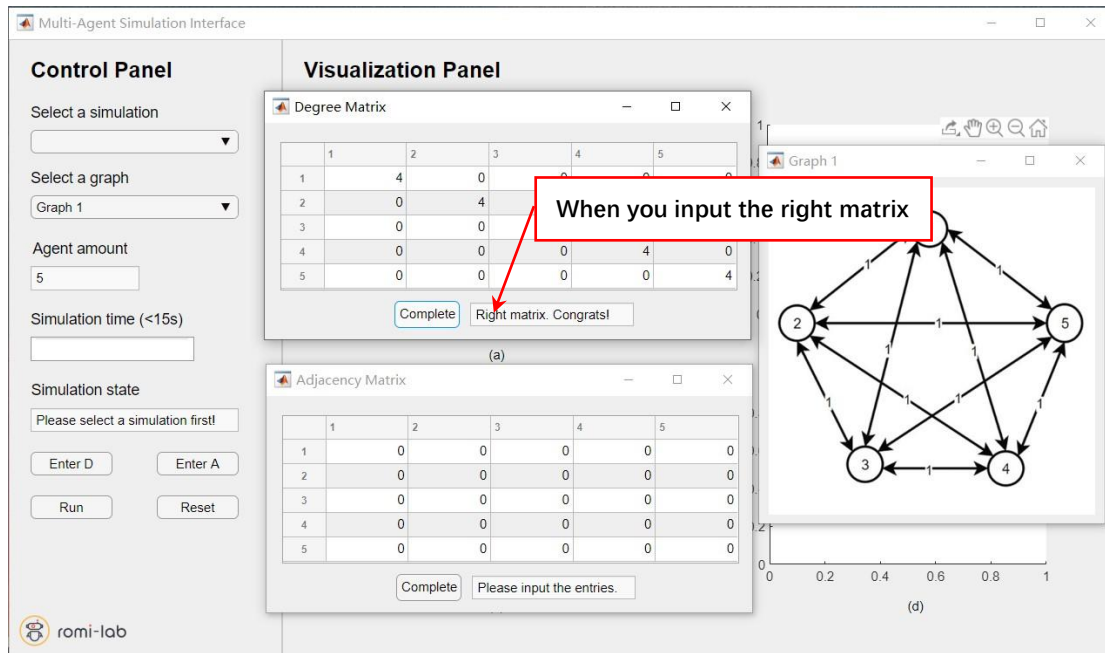 Multi-Agent Simulation Interface
Control Panel
Select a simulation
Select a graph
Graph 1
Agent amount
5
Simulation time (<15s)
Simulation state
Please select a simulation first!
Enter D Enter A
Run Reset
romi-lab
Visualization Panel
Degree Matrix
1 2 3 4 5
1 4 0 0 0 0
2 0 4
3 0 0
4 0 0 0 4 0
5 0 0 0 0 4
Complete Right matrix. Congrats!
When you input the right matrix
(a)
Adjacency Matrix
1 2 3 4 5
1 0 0 0 0 0
2 0 0 0 0 0
3 0 0 0 0 0
4 0 0 0 0 0
5 0 0 0 0 0
Complete Please input the entries.
1
Graph 1
1 1
2 1 5
1 1
1 1 1 1
3 1 4
0.2
0
0 0.2 0.4 0.6 0.8 1
(d)